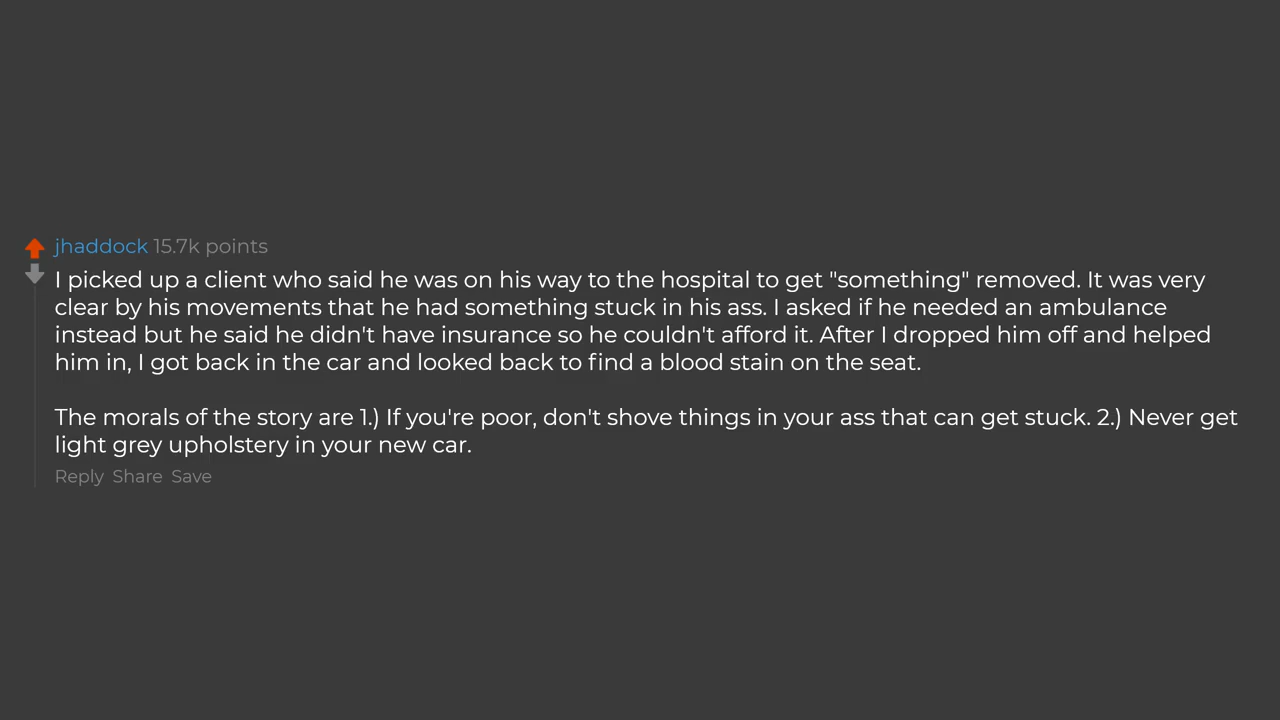 jhaddock 15.7k points
I picked up a client who said he was on his way to the hospital to get "something" removed. It was very
clear by his movements that he had something stuck in his ass. I asked if he needed an ambulance
instead but he said he didn't have insurance so he couldn't afford it. After I dropped him off and helped
him in, I got back in the car and looked back to find a blood stain on the seat.
The morals of the story are 1.) If you're poor, don't shove things in your ass that can get stuck. 2.) Never get
light grey upholstery in your new car.
Reply Share Save